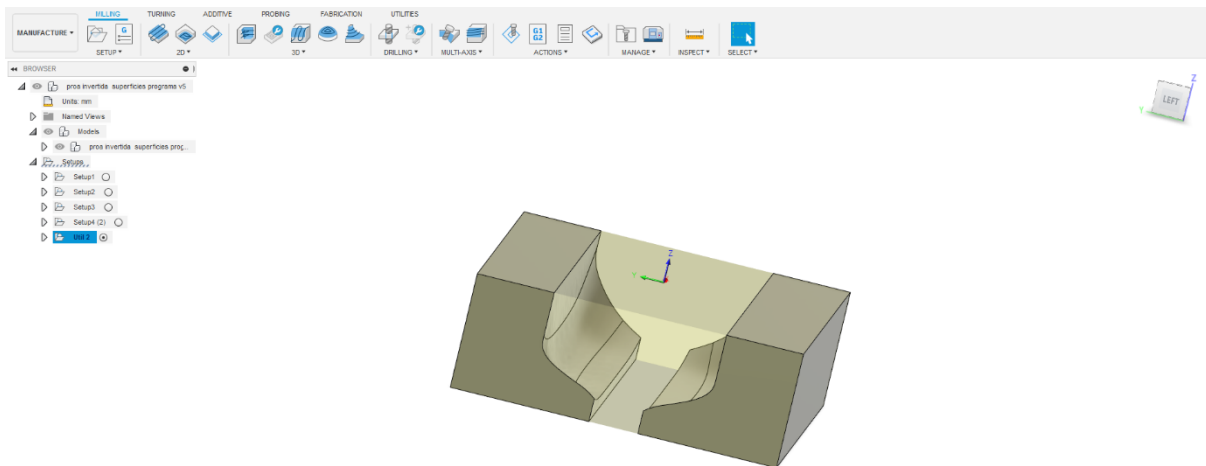 MILLING TURNING ADDITIVE PROBING FABRICATION UTILITIES
MANUFACTURE
G
G1
G2
SETUP 2D 3D DRILLING MULTI-AXIS ACTIONS MANAGE INSPECT SELECT
BROWSER
proa invertida superficies programa v5
Units: mm
Named Views
Models
proa invertida superficies prog...
Setups
Setup1
Setup2
Setup3
Setup4 (2)
Util 2
Z
LEFT
Y
Z
Y